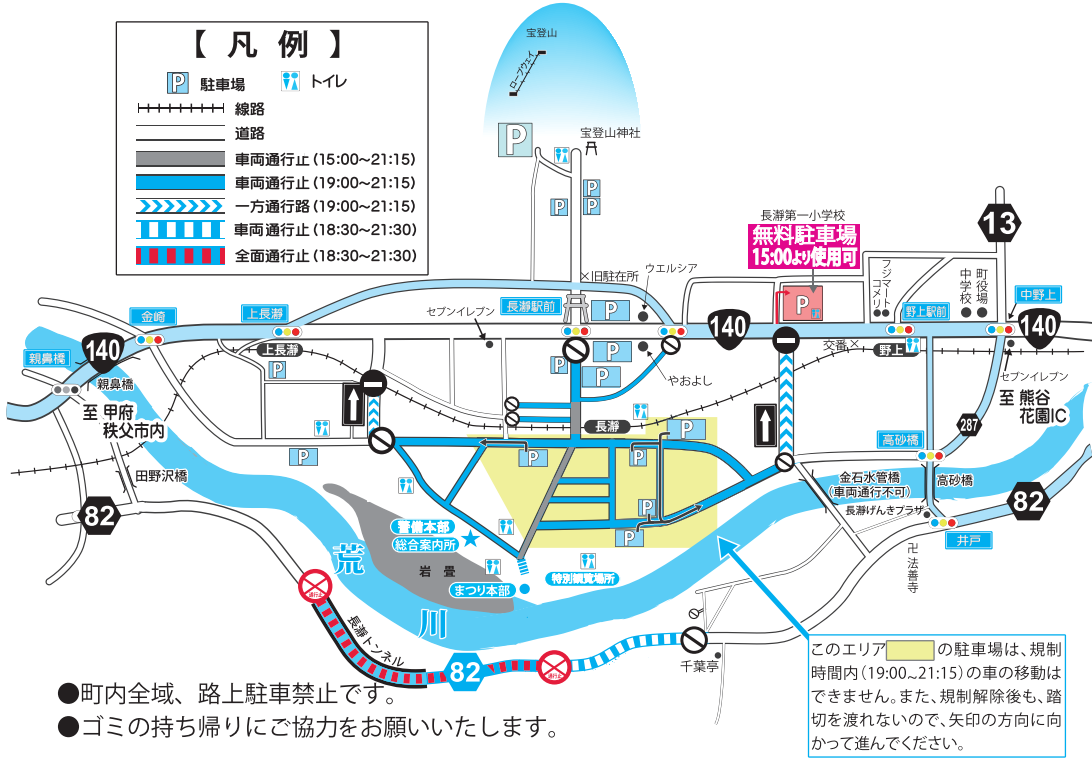 【凡例】
P 駐車場 トイレ
線路
道路
車両通行止(15:00～21:15)
車両通行止(19:00～21:15)
一方通行路(19:00～21:15)
車両通行止(18:30～21:30)
全面通行止(18:30～21:30)
宝登山
ロープウェイ
P
宝登山神社
P
P
P
P
長瀞第一小学校
無料駐車場
15:00より使用可
P
13
×旧駐在所
ウエルシア
フジマート
コメリ
町役場
中学校
中野上
野上駅前
長瀞駅前
P
セブンイレブン
上長瀞
金崎
140
140
140
親鼻橋
親鼻橋
上長瀞
P
P
P
P
やおよし
交番×
野上
セブンイレブン
至 熊谷
花園IC
至 甲府
秩父市内
287
長瀞
P
P
P
P
P
P
高砂橋
高砂橋
金石水管橋
(車両通行不可)
長瀞げんきプラザ
田野沢橋
82
82
井戸
卍法善寺
警備本部
総合案内所
岩畳
まつり本部
特別観覧場所
荒
川
通行止
長瀞トンネル
82
通行止
千葉亭
このエリア の駐車場は、規制
時間内(19:00～21:15)の車の移動は
できません。また、規制解除後も、踏
切を渡れないので、矢印の方向に向
かって進んでください。
●町内全域、路上駐車禁止です。
●ゴミの持ち帰りにご協力をお願いいたします。